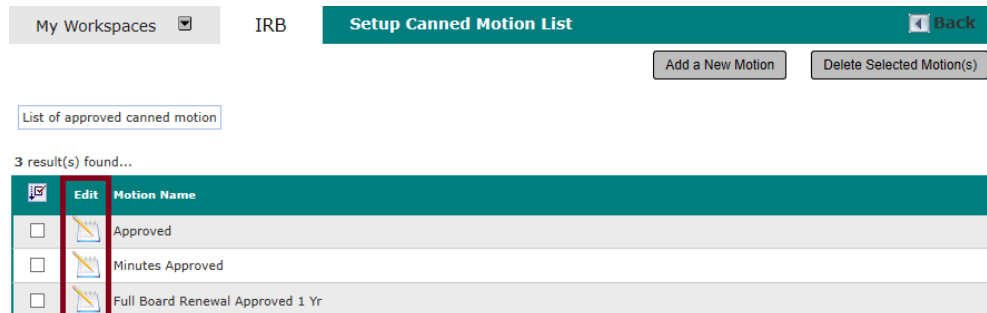 My Workspaces IRB Setup Canned Motion List Back
Add a New Motion Delete Selected Motion(s)
List of approved canned motion
3 result(s) found...
Edit Motion Name
Approved
Minutes Approved
Full Board Renewal Approved 1 Yr